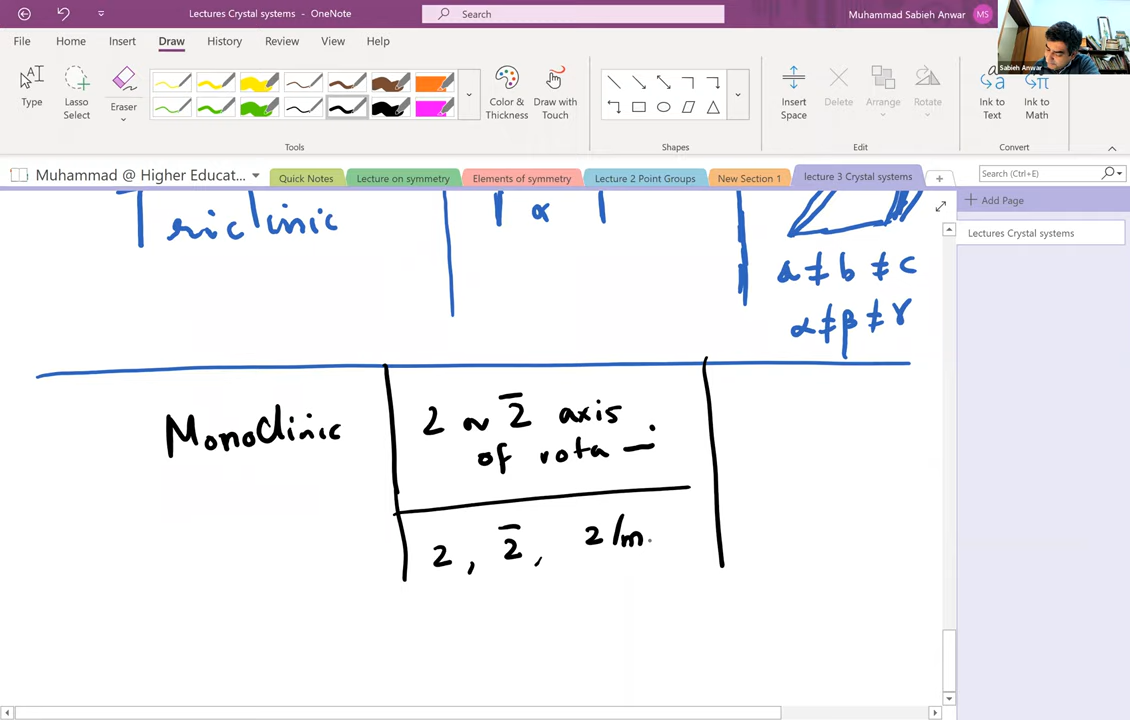 Lectures Crystal systems - OneNote
Search
Muhammad Sabieh Anwar
MS
File
Home
Insert
Draw
History
Review
View
Help
Sabieh Anwar
Type
Lasso Select
Eraser
Color & Thickness
Draw with Touch
Insert Space
Delete
Arrange
Rotate
Ink to Text
Ink to Math
Tools
Shapes
Edit
Convert
Muhammad @ Higher Educat...
Quick Notes
Lecture on symmetry
Elements of symmetry
Lecture 2 Point Groups
New Section 1
lecture 3 Crystal systems
Search (Ctrl+E)
Add Page
Lectures Crystal systems
a ≠ b ≠ c
α ≠ β ≠ γ
Monoclinic
2 ~ 2̅ axis
of rota
2 , 2̅ , 2/m